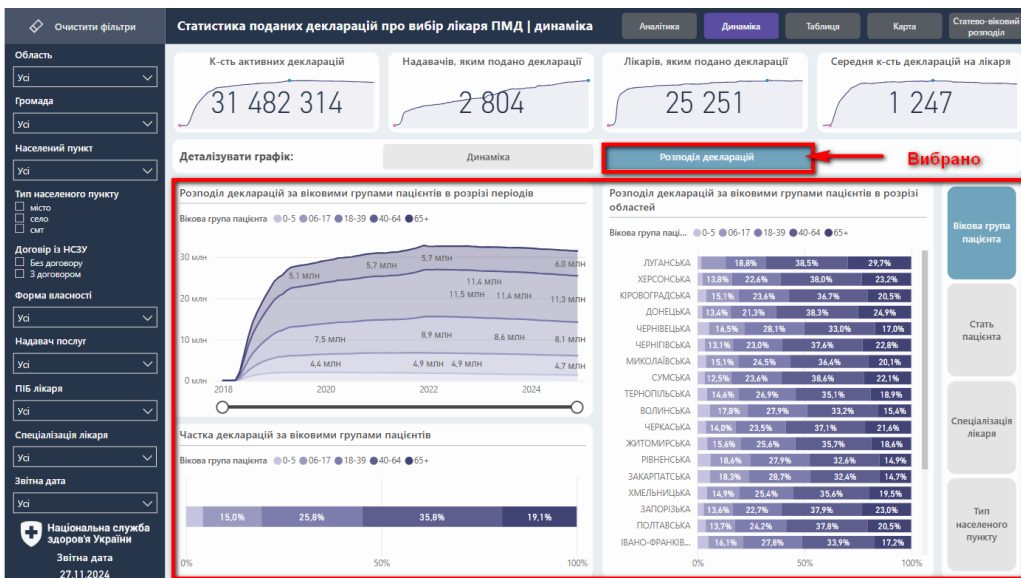 Очистити фільтри
Статистика поданих декларацій про вибір лікаря ПМД | динаміка
Аналітика
Динаміка
Таблиця
Карта
Статево-віковий
розподіл
Область
Усі
Громада
Усі
Населений пункт
Усі
Тип населеного пункту
місто
село
смт
Договір із НСЗУ
Без договору
З договором
Форма власності
Усі
Надавач послуг
Усі
ПІБ лікаря
Усі
Спеціалізація лікаря
Усі
Звітна дата
Усі
Національна служба
здоров'я України
Звітна дата
27.11.2024
К-сть активних декларацій
31 482 314
Надавачів, яким подано декларації
2 804
Лікарів, яким подано декларації
25 251
Середня к-сть декларацій на лікаря
1 247
Деталізувати графік:
Динаміка
Розподіл декларацій
Вибрано
Розподіл декларацій за віковими групами пацієнтів в розрізі періодів
Вікова група пацієнта 0-5 06-17 18-39 40-64 65+
30 млн
20 млн
10 млн
0 млн
5,1 млн 5,7 млн 5,7 млн 6,0 млн
11,4 млн
11,5 млн 11,4 млн 11,3 млн
7,5 млн 8,9 млн 8,6 млн 8,1 млн
4,4 млн 4,9 млн 4,9 млн 4,7 млн
2018 2020 2022 2024
Частка декларацій за віковими групами пацієнтів
Вікова група пацієнта 0-5 06-17 18-39 40-64 65+
15,0% 25,8% 35,8% 19,1%
0% 50% 100%
Розподіл декларацій за віковими групами пацієнтів в розрізі
областей
Вікова група паці... 0-5 06-17 18-39 40-64 65+
ЛУГАНСЬКА 18,8% 38,5% 29,7%
ХЕРСОНСЬКА 13,8% 22,6% 38,0% 23,2%
КІРОВОГРАДСЬКА 15,1% 23,6% 36,7% 20,5%
ДОНЕЦЬКА 13,4% 21,3% 38,3% 24,9%
ЧЕРНІВЕЦЬКА 16,5% 28,1% 33,0% 17,0%
ЧЕРНІГІВСЬКА 13,1% 23,0% 37,6% 22,8%
МИКОЛАЇВСЬКА 15,1% 24,5% 36,4% 20,1%
СУМСЬКА 12,5% 23,6% 38,6% 22,1%
ТЕРНОПІЛЬСЬКА 14,6% 26,9% 35,1% 18,9%
ВОЛИНСЬКА 17,8% 27,9% 33,2% 15,4%
ЧЕРКАСЬКА 14,0% 23,5% 37,1% 21,6%
ЖИТОМИРСЬКА 15,6% 25,6% 35,7% 18,6%
РІВНЕНСЬКА 18,6% 27,9% 32,6% 14,9%
ЗАКАРПАТСЬКА 18,3% 28,7% 32,4% 14,7%
ХМЕЛЬНИЦЬКА 14,9% 25,4% 35,6% 19,5%
ЗАПОРІЗЬКА 13,6% 22,7% 37,9% 23,0%
ПОЛТАВСЬКА 13,7% 24,2% 37,8% 20,5%
ІВАНО-ФРАНКІВ... 16,1% 27,8% 33,9% 17,2%
0% 50% 100%
Вікова група
пацієнта
Стать
пацієнта
Спеціалізація
лікаря
Тип
населеного
пункту